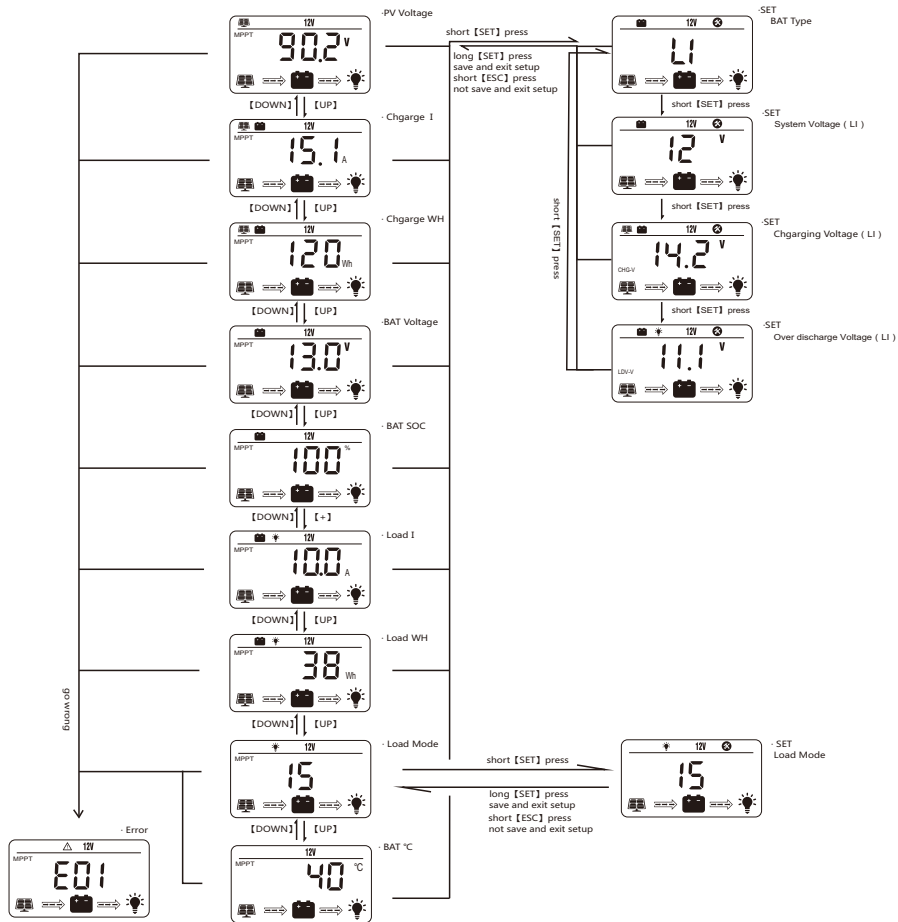 ·PV Voltage
12V
MPPT
90.2 V
【DOWN】 【UP】
· Chgarge I
12V
MPPT
15.1 A
【DOWN】 【UP】
· Chgarge WH
12V
MPPT
120 Wh
【DOWN】 【UP】
·BAT Voltage
12V
MPPT
13.0 V
【DOWN】 【UP】
· BAT SOC
12V
MPPT
100 %
【DOWN】 【+】
· Load I
12V
MPPT
10.0 A
【DOWN】 【UP】
· Load WH
12V
MPPT
38 Wh
【DOWN】 【UP】
· Load Mode
12V
MPPT
15
【DOWN】 【UP】
· BAT ℃
12V
MPPT
40 ℃
go wrong
· Error
12V
MPPT
E01
short【SET】press
long【SET】press
save and exit setup
short【ESC】press
not save and exit setup
short【SET】press
·SET
BAT Type
12V
LI
short【SET】press
·SET
System Voltage ( LI )
12V
12 V
short【SET】press
·SET
Chgarging Voltage ( LI )
12V
14.2 V
CHG-V
short【SET】press
·SET
Over discharge Voltage ( LI )
12V
11.1 V
LDV-V
short【SET】press
long【SET】press
save and exit setup
short【ESC】press
not save and exit setup
· SET
Load Mode
12V
15